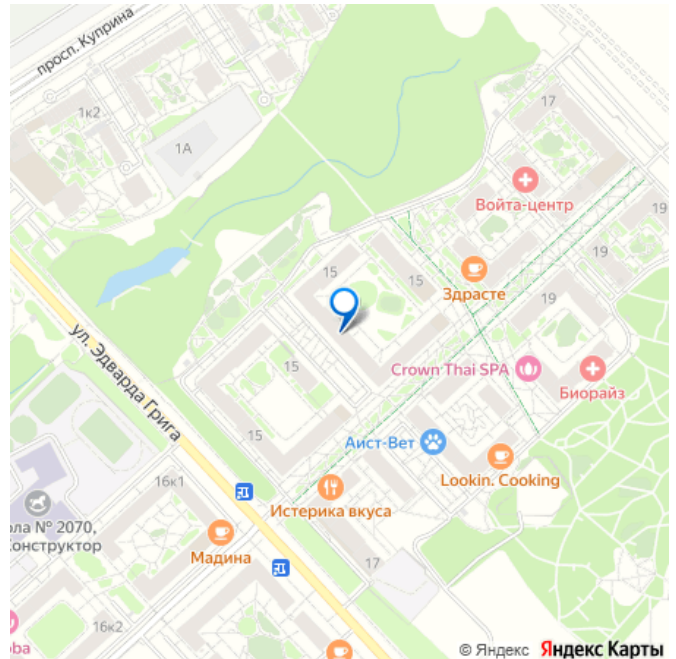 просп. Куприна
1к2
1А
17
Войта-центр
19
15
15
Здрасте
19
19
ул. Эдварда Грига
15
Crown Thai SPA
Биорайз
15
Аист-Вет
Lookin. Cooking
16к1
Истерика вкуса
ола № 2070,
онструктор
Мадина
17
16к2
ова
© Яндекс Яндекс Карты